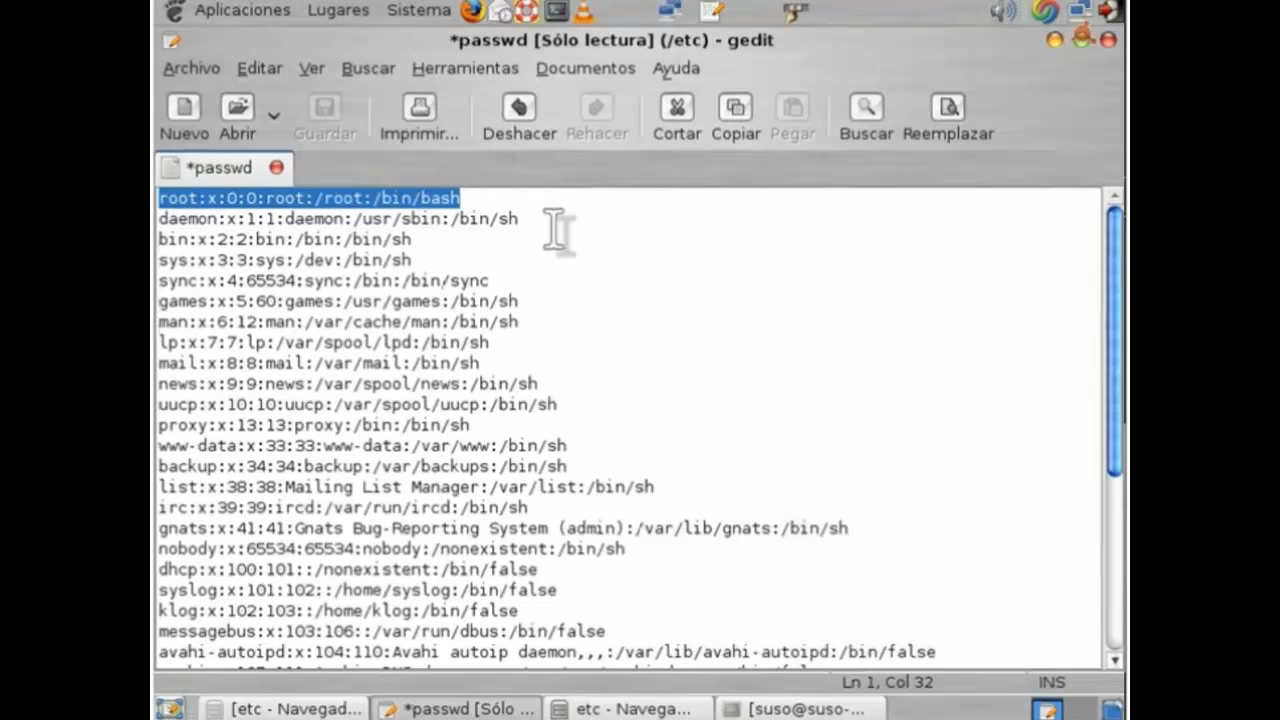 Aplicaciones Lugares Sistema
*passwd [Sólo lectura] (/etc) - gedit
Archivo Editar Ver Buscar Herramientas Documentos Ayuda
Nuevo Abrir Guardar Imprimir... Deshacer Rehacer Cortar Copiar Pegar Buscar Reemplazar
*passwd
root:x:0:0:root:/root:/bin/bash
daemon:x:1:1:daemon:/usr/sbin:/bin/sh
bin:x:2:2:bin:/bin:/bin/sh
sys:x:3:3:sys:/dev:/bin/sh
sync:x:4:65534:sync:/bin:/bin/sync
games:x:5:60:games:/usr/games:/bin/sh
man:x:6:12:man:/var/cache/man:/bin/sh
lp:x:7:7:lp:/var/spool/lpd:/bin/sh
mail:x:8:8:mail:/var/mail:/bin/sh
news:x:9:9:news:/var/spool/news:/bin/sh
uucp:x:10:10:uucp:/var/spool/uucp:/bin/sh
proxy:x:13:13:proxy:/bin:/bin/sh
www-data:x:33:33:www-data:/var/www:/bin/sh
backup:x:34:34:backup:/var/backups:/bin/sh
list:x:38:38:Mailing List Manager:/var/list:/bin/sh
irc:x:39:39:ircd:/var/run/ircd:/bin/sh
gnats:x:41:41:Gnats Bug-Reporting System (admin):/var/lib/gnats:/bin/sh
nobody:x:65534:65534:nobody:/nonexistent:/bin/sh
dhcp:x:100:101::/nonexistent:/bin/false
syslog:x:101:102::/home/syslog:/bin/false
klog:x:102:103::/home/klog:/bin/false
messagebus:x:103:106::/var/run/dbus:/bin/false
avahi-autoipd:x:104:110:Avahi autoip daemon,,,:/var/lib/avahi-autoipd:/bin/false
Ln 1, Col 32 INS
[etc - Navegad... *passwd [Sólo ... etc - Navega... [suso@suso-...